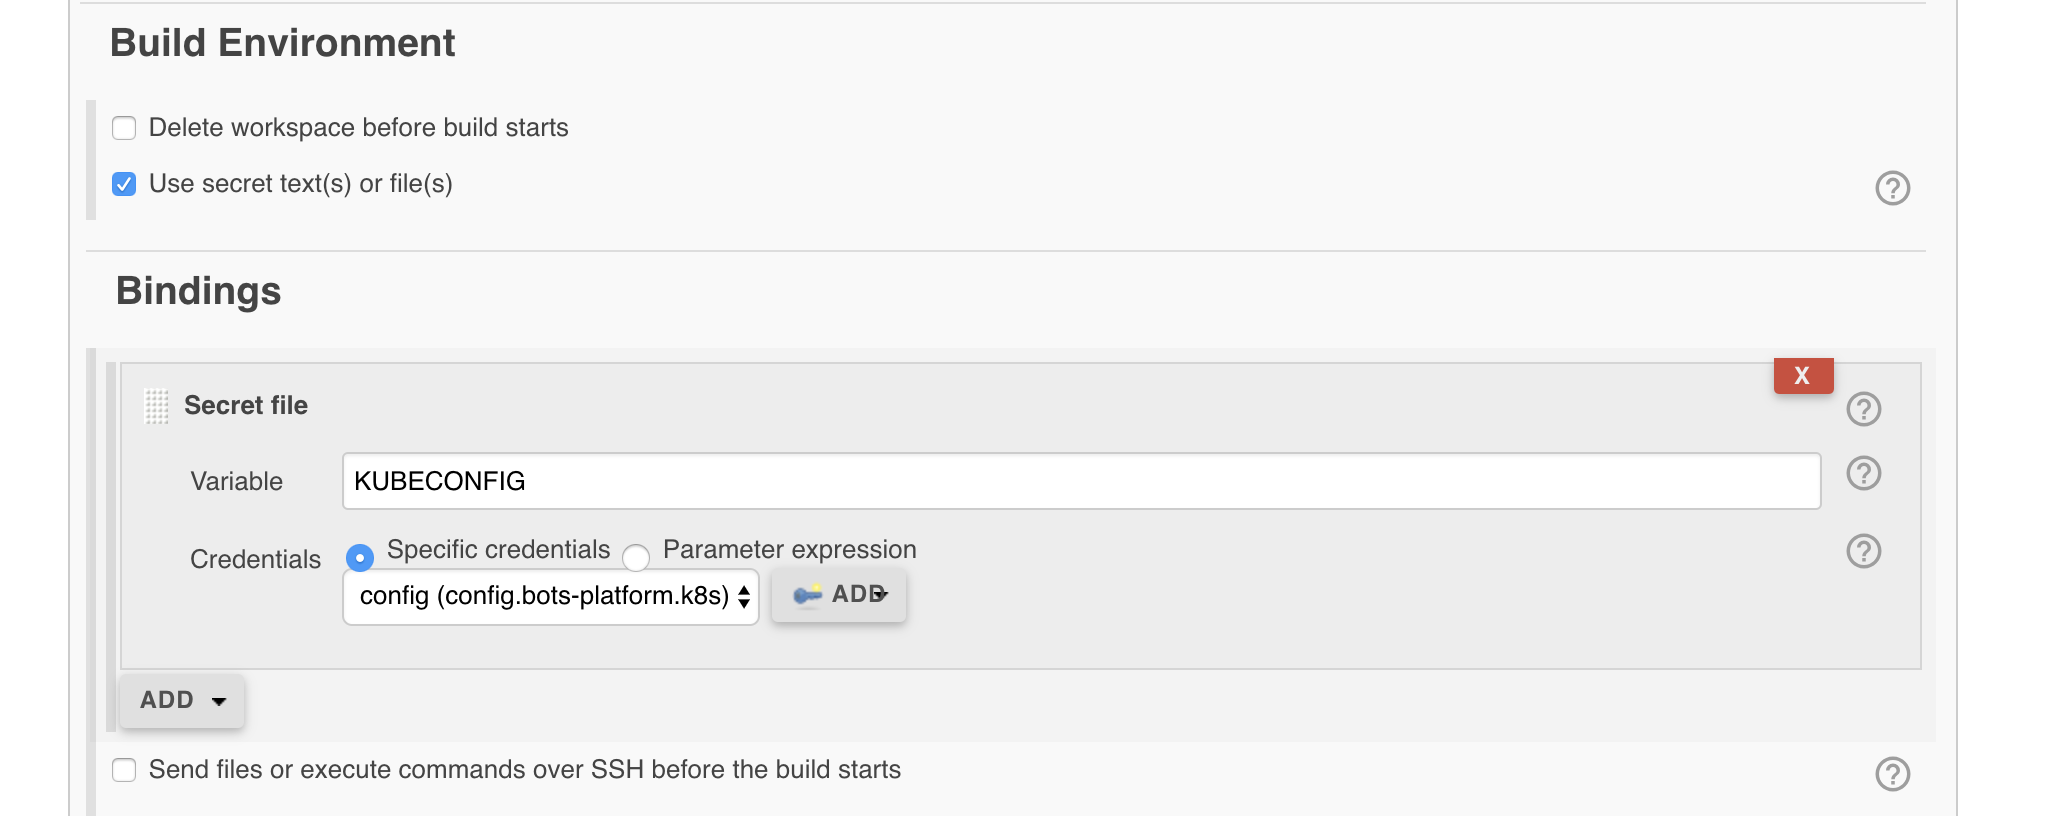 Build Environment
Delete workspace before build starts
Use secret text(s) or file(s)
?
Bindings
X
Secret file
?
Variable
KUBECONFIG
?
Credentials
Specific credentials
Parameter expression
?
config (config.bots-platform.k8s)
ADD
ADD
Send files or execute commands over SSH before the build starts
?